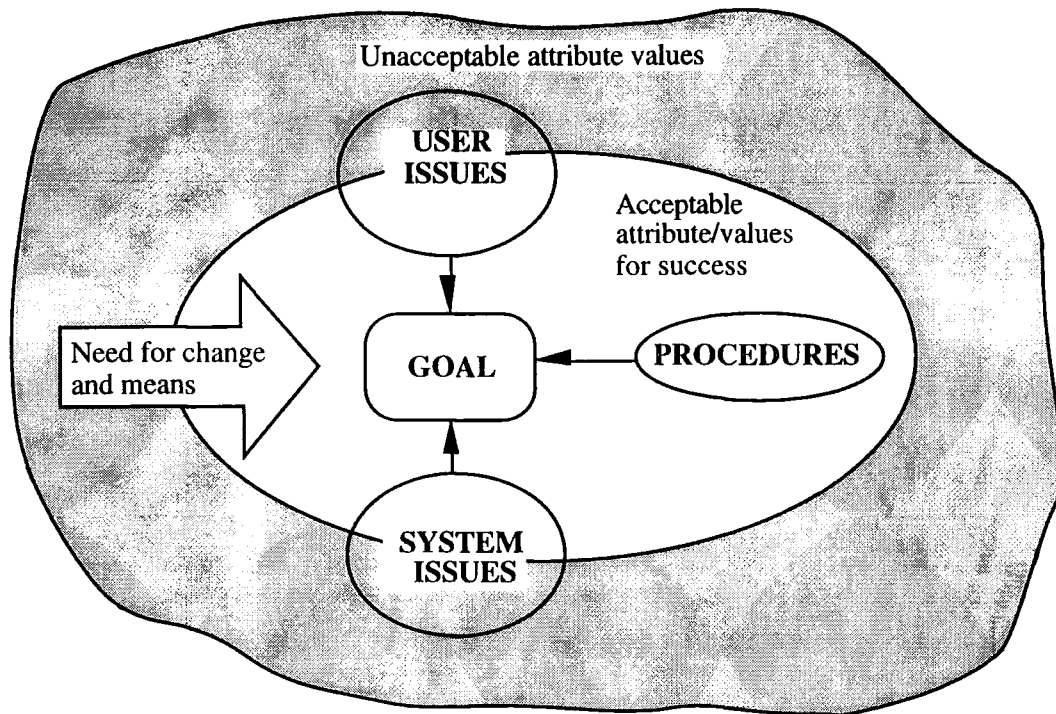 Unacceptable attribute values
USER
ISSUES
Acceptable
attribute/values
for success
Need for change
and means
GOAL
PROCEDURES
SYSTEM
ISSUES